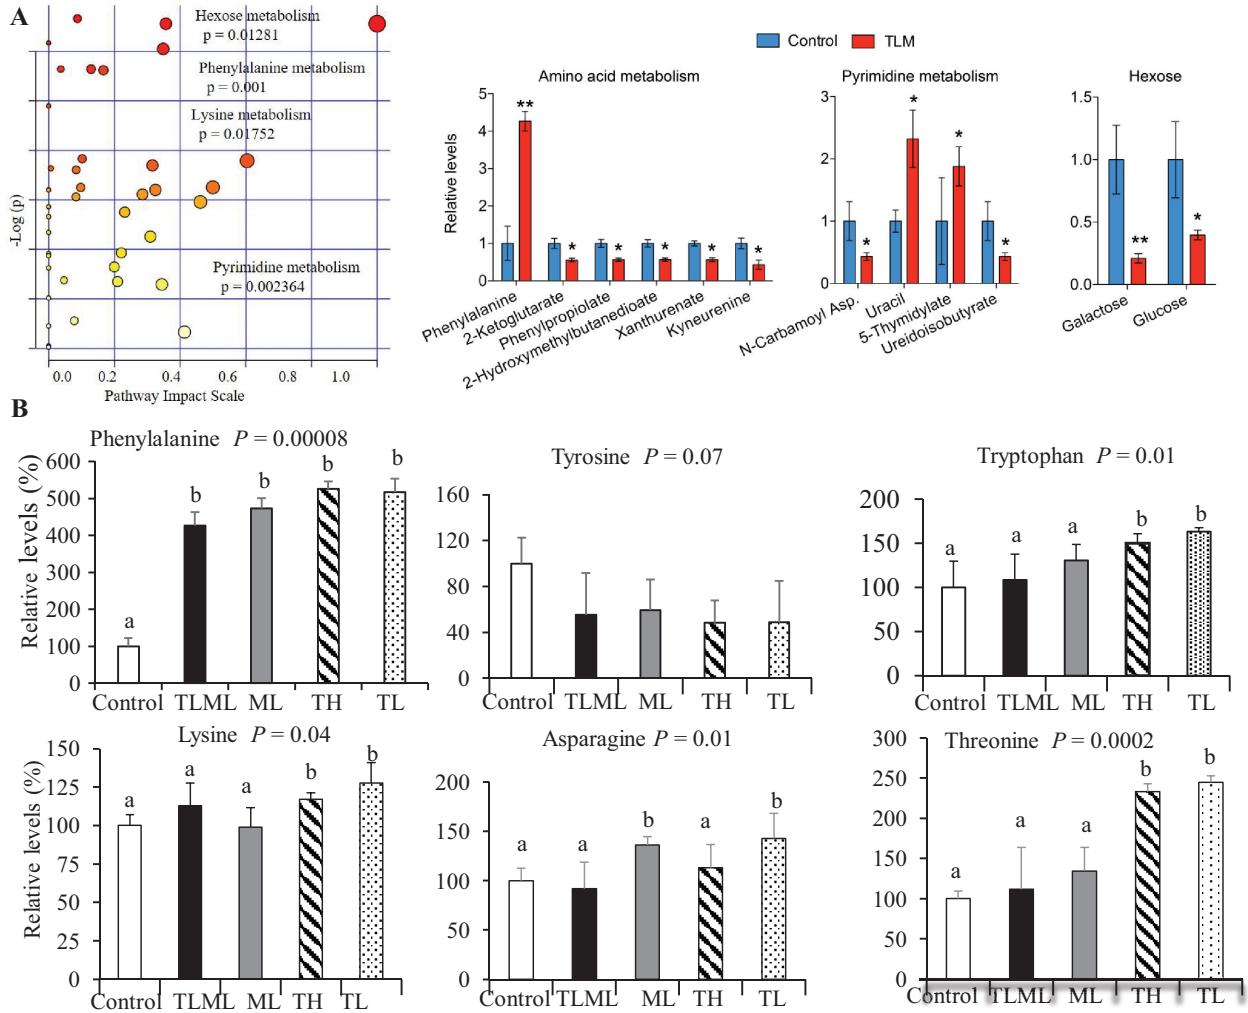 A
Hexose metabolism
p = 0.01281
Phenylalanine metabolism
p = 0.001
Lysine metabolism
p = 0.01752
Pyrimidine metabolism
p = 0.002364
-Log (p)
0.0 0.2 0.4 0.6 0.8 1.0
Pathway Impact Scale
Control TLM
Amino acid metabolism
Relative levels
5
4
3
2
1
0
** * * * * *
Phenylalanine
2-Ketoglutarate
Phenylpropiolate
2-Hydroxymethylbutanedioate
Xanthurenate
Kyneurenine
Pyrimidine metabolism
3
2
1
0
* * * *
N-Carbamoyl Asp.
Uracil
5-Thymidylate
Ureidoisobutyrate
Hexose
1.5
1.0
0.5
0.0
** *
Galactose
Glucose
B
Phenylalanine P = 0.00008
Relative levels (%)
600
500
400
300
200
100
0
a b b b b
Control TLML ML TH TL
Tyrosine P = 0.07
160
120
80
40
0
Control TLML ML TH TL
Tryptophan P = 0.01
200
150
100
50
0
a a a b b
Control TLML ML TH TL
Lysine P = 0.04
Relative levels (%)
150
125
100
75
50
25
0
a a a b b
Control TLML ML TH TL
Asparagine P = 0.01
200
150
100
50
0
a a b a b
Control TLML ML TH TL
Threonine P = 0.0002
300
250
200
150
100
50
0
a a a b b
Control TLML ML TH TL